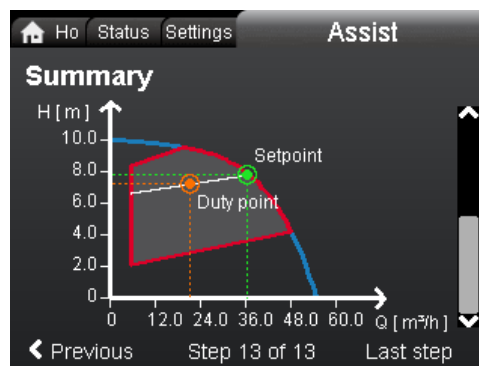 Ho Status Settings Assist
Summary
H [ m ]
10.0
8.0
6.0
4.0
2.0
0
Setpoint
Duty point
0 12.0 24.0 36.0 48.0 60.0 Q [ m³/h ]
Previous Step 13 of 13 Last step